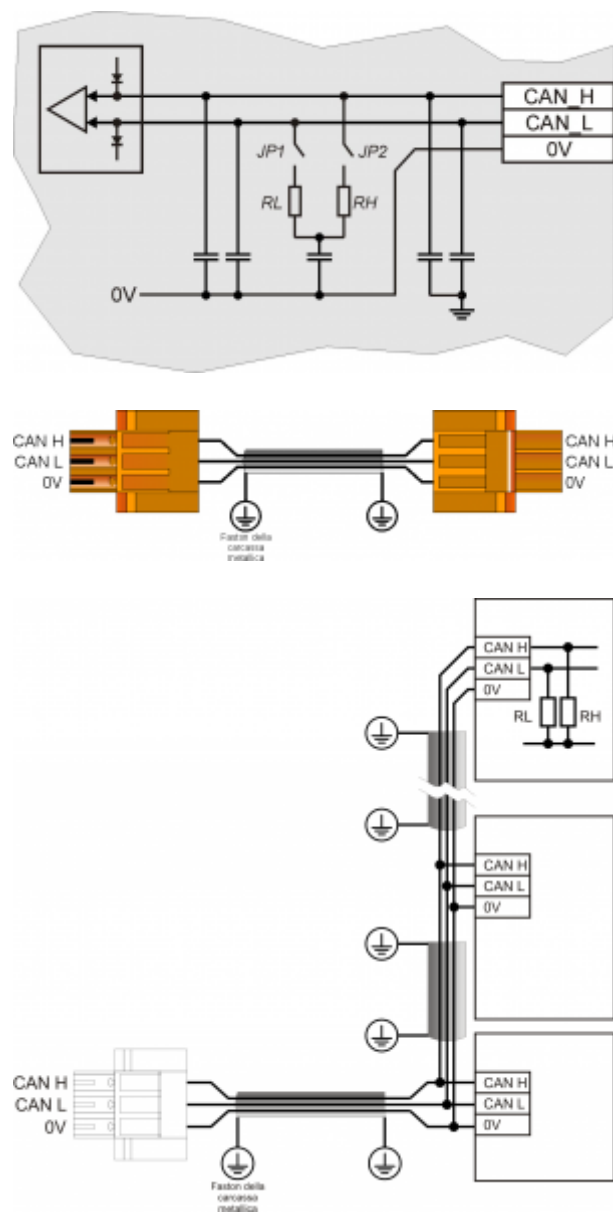 CAN_H
CAN_L
0V
JP1 JP2
RL RH
0V
CAN H CAN H
CAN L CAN L
0V 0V
Faston della
carcassa
metallica
CAN H
CAN L
0V
RL RH
CAN H
CAN L
0V
CAN H CAN H
CAN L CAN L
0V 0V
Faston della
carcassa
metallica